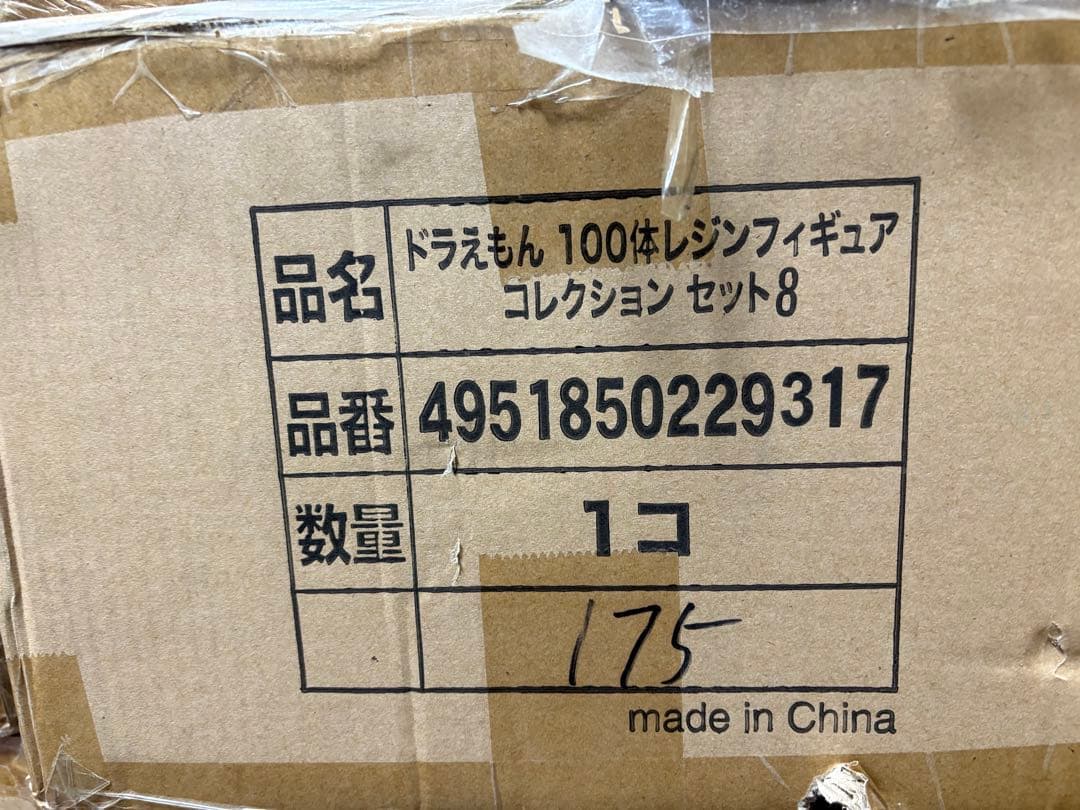 品名
ドラえもん 100体レジンフィギュア
コレクション セット8
品番
4951850229317
数量
1コ
175
made in China